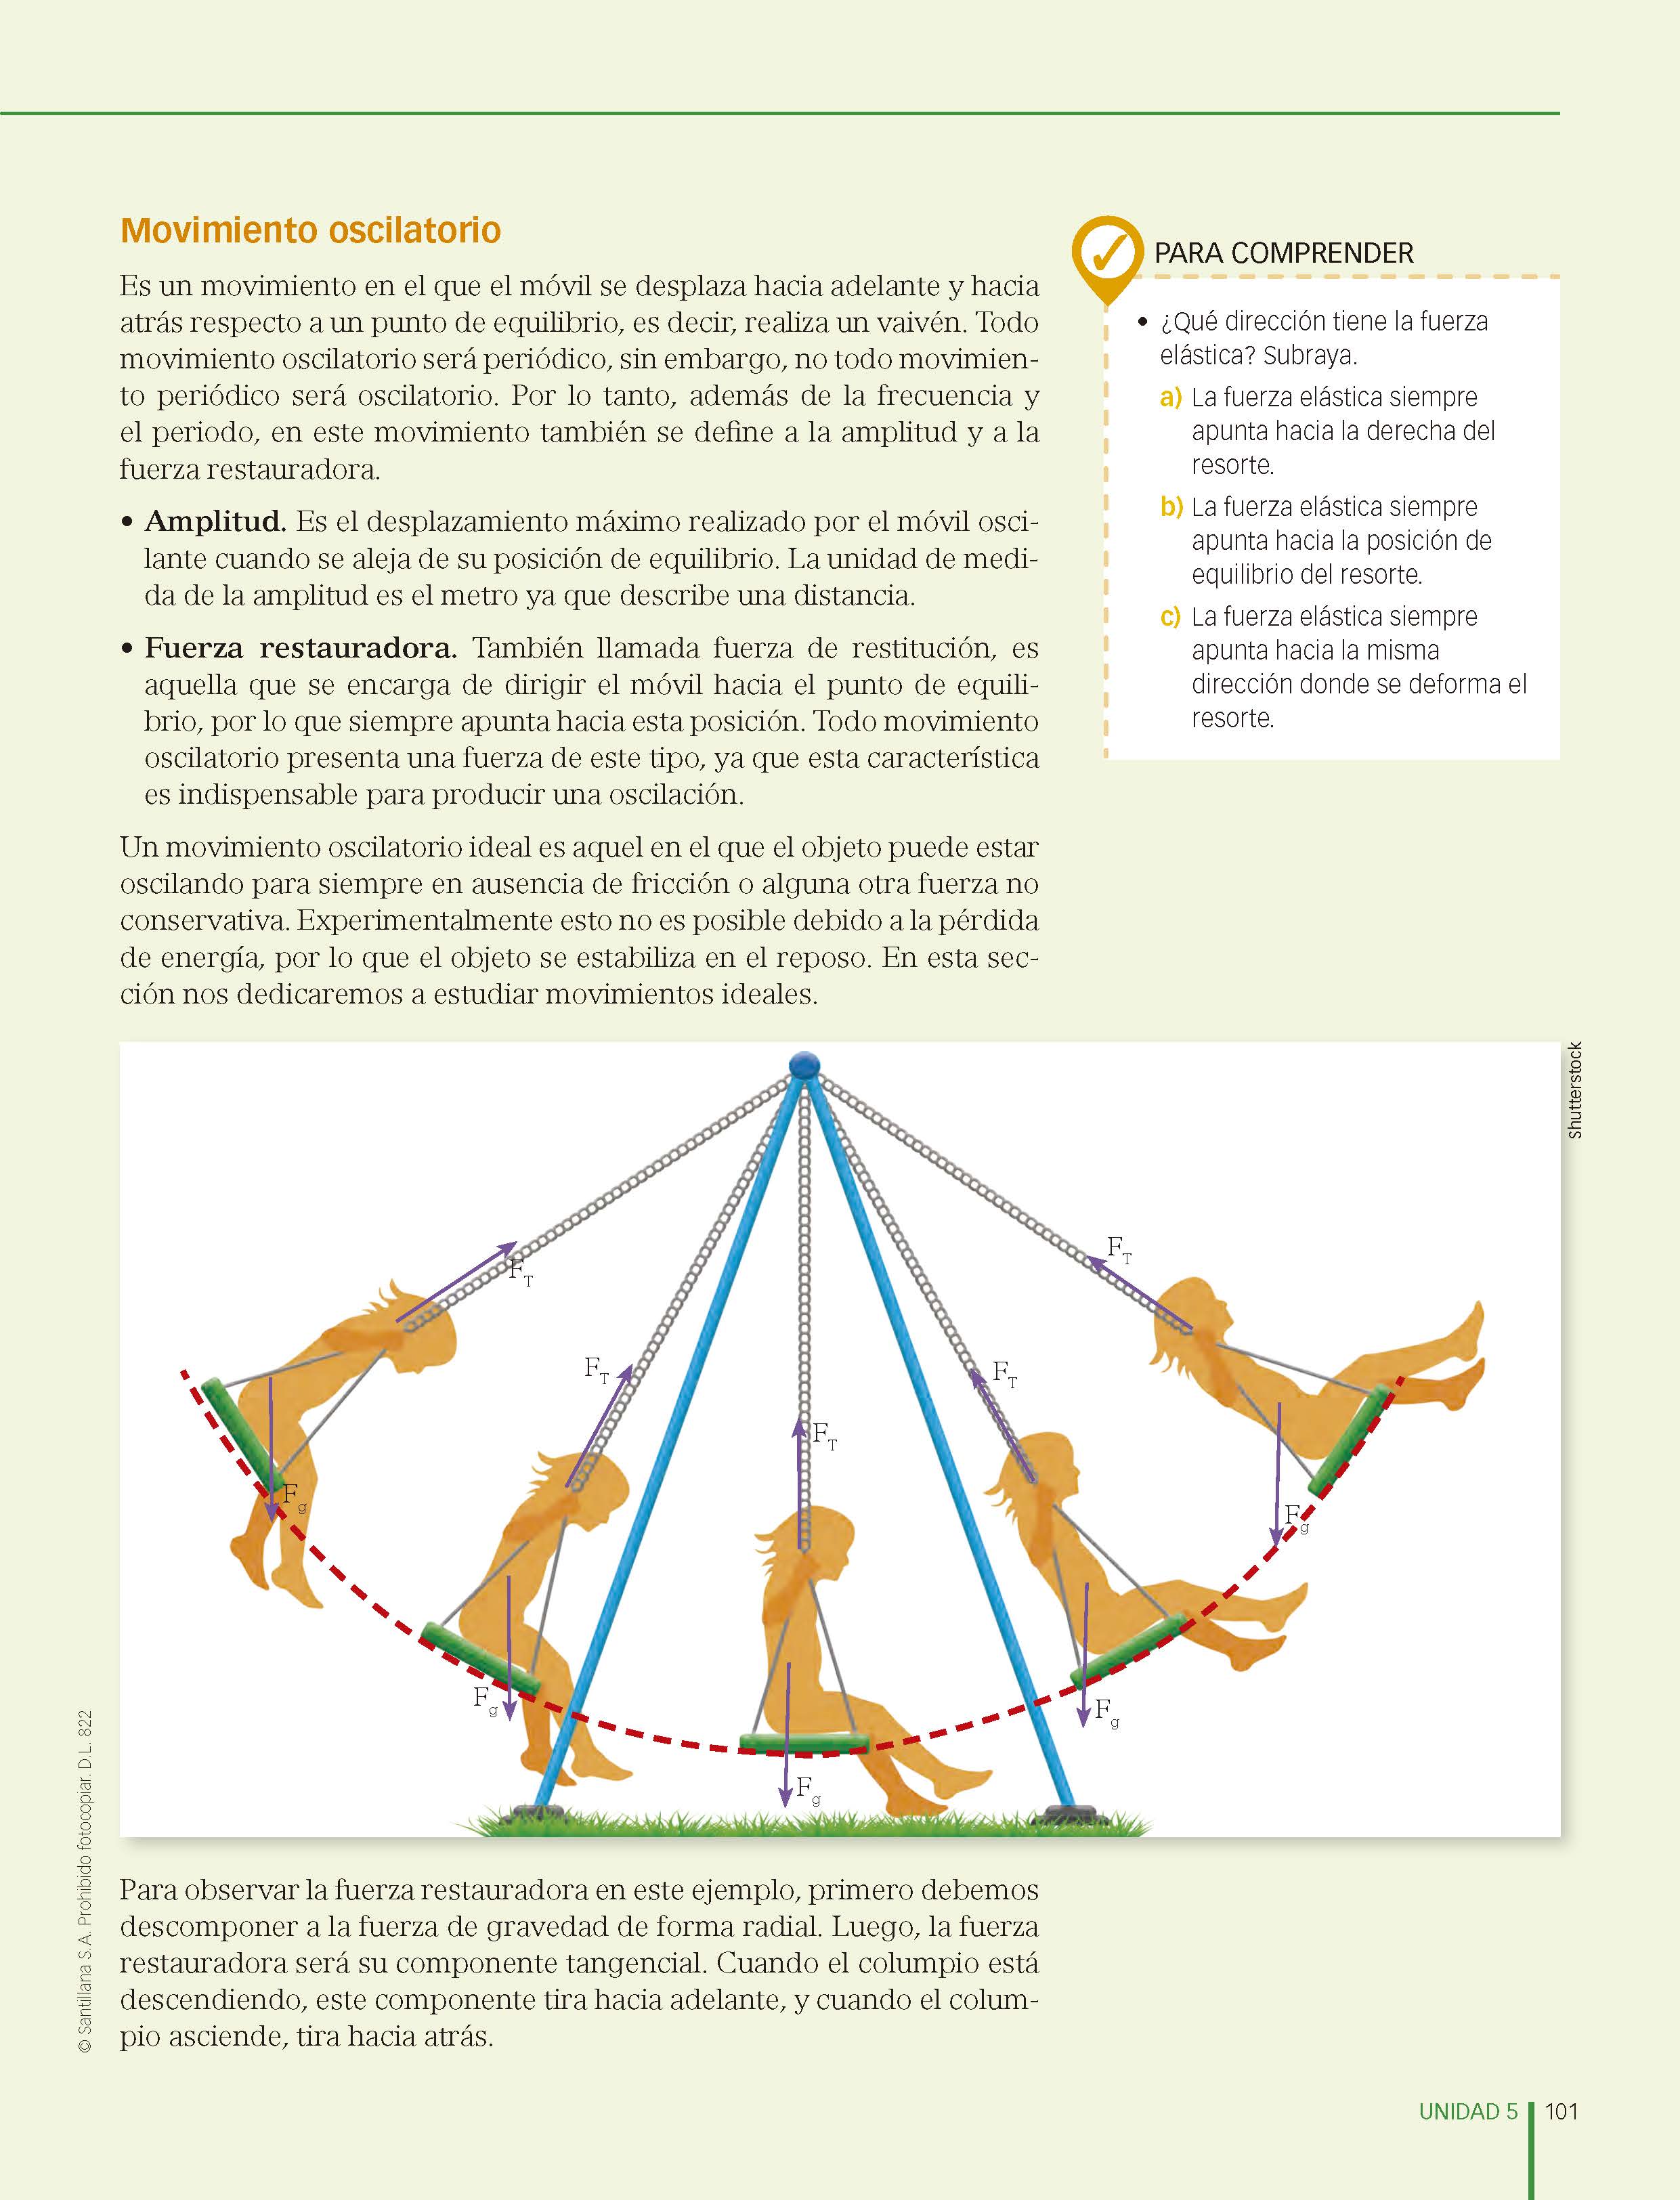 Movimiento oscilatorio
Es un movimiento en el que el móvil se desplaza hacia adelante y hacia
atrás respecto a un punto de equilibrio, es decir, realiza un vaivén. Todo
movimiento oscilatorio será periódico, sin embargo, no todo movimien-
to periódico será oscilatorio. Por lo tanto, además de la frecuencia y
el periodo, en este movimiento también se define a la amplitud y a la
fuerza restauradora.
• Amplitud. Es el desplazamiento máximo realizado por el móvil osci-
lante cuando se aleja de su posición de equilibrio. La unidad de medi-
da de la amplitud es el metro ya que describe una distancia.
• Fuerza restauradora. También llamada fuerza de restitución, es
aquella que se encarga de dirigir el móvil hacia el punto de equili-
brio, por lo que siempre apunta hacia esta posición. Todo movimiento
oscilatorio presenta una fuerza de este tipo, ya que esta característica
es indispensable para producir una oscilación.
Un movimiento oscilatorio ideal es aquel en el que el objeto puede estar
oscilando para siempre en ausencia de fricción o alguna otra fuerza no
conservativa. Experimentalmente esto no es posible debido a la pérdida
de energía, por lo que el objeto se estabiliza en el reposo. En esta sec-
ción nos dedicaremos a estudiar movimientos ideales.
PARA COMPRENDER
• ¿Qué dirección tiene la fuerza
elástica? Subraya.
a) La fuerza elástica siempre
apunta hacia la derecha del
resorte.
b) La fuerza elástica siempre
apunta hacia la posición de
equilibrio del resorte.
c) La fuerza elástica siempre
apunta hacia la misma
dirección donde se deforma el
resorte.
Shutterstock
F_T
F_T
F_T
F_T
F_T
F_g
F_g
F_g
F_g
F_g
Para observar la fuerza restauradora en este ejemplo, primero debemos
descomponer a la fuerza de gravedad de forma radial. Luego, la fuerza
restauradora será su componente tangencial. Cuando el columpio está
descendiendo, este componente tira hacia adelante, y cuando el colum-
pio asciende, tira hacia atrás.
© Santillana S.A. Prohibido fotocopiar. D.L. 822
UNIDAD 5 101